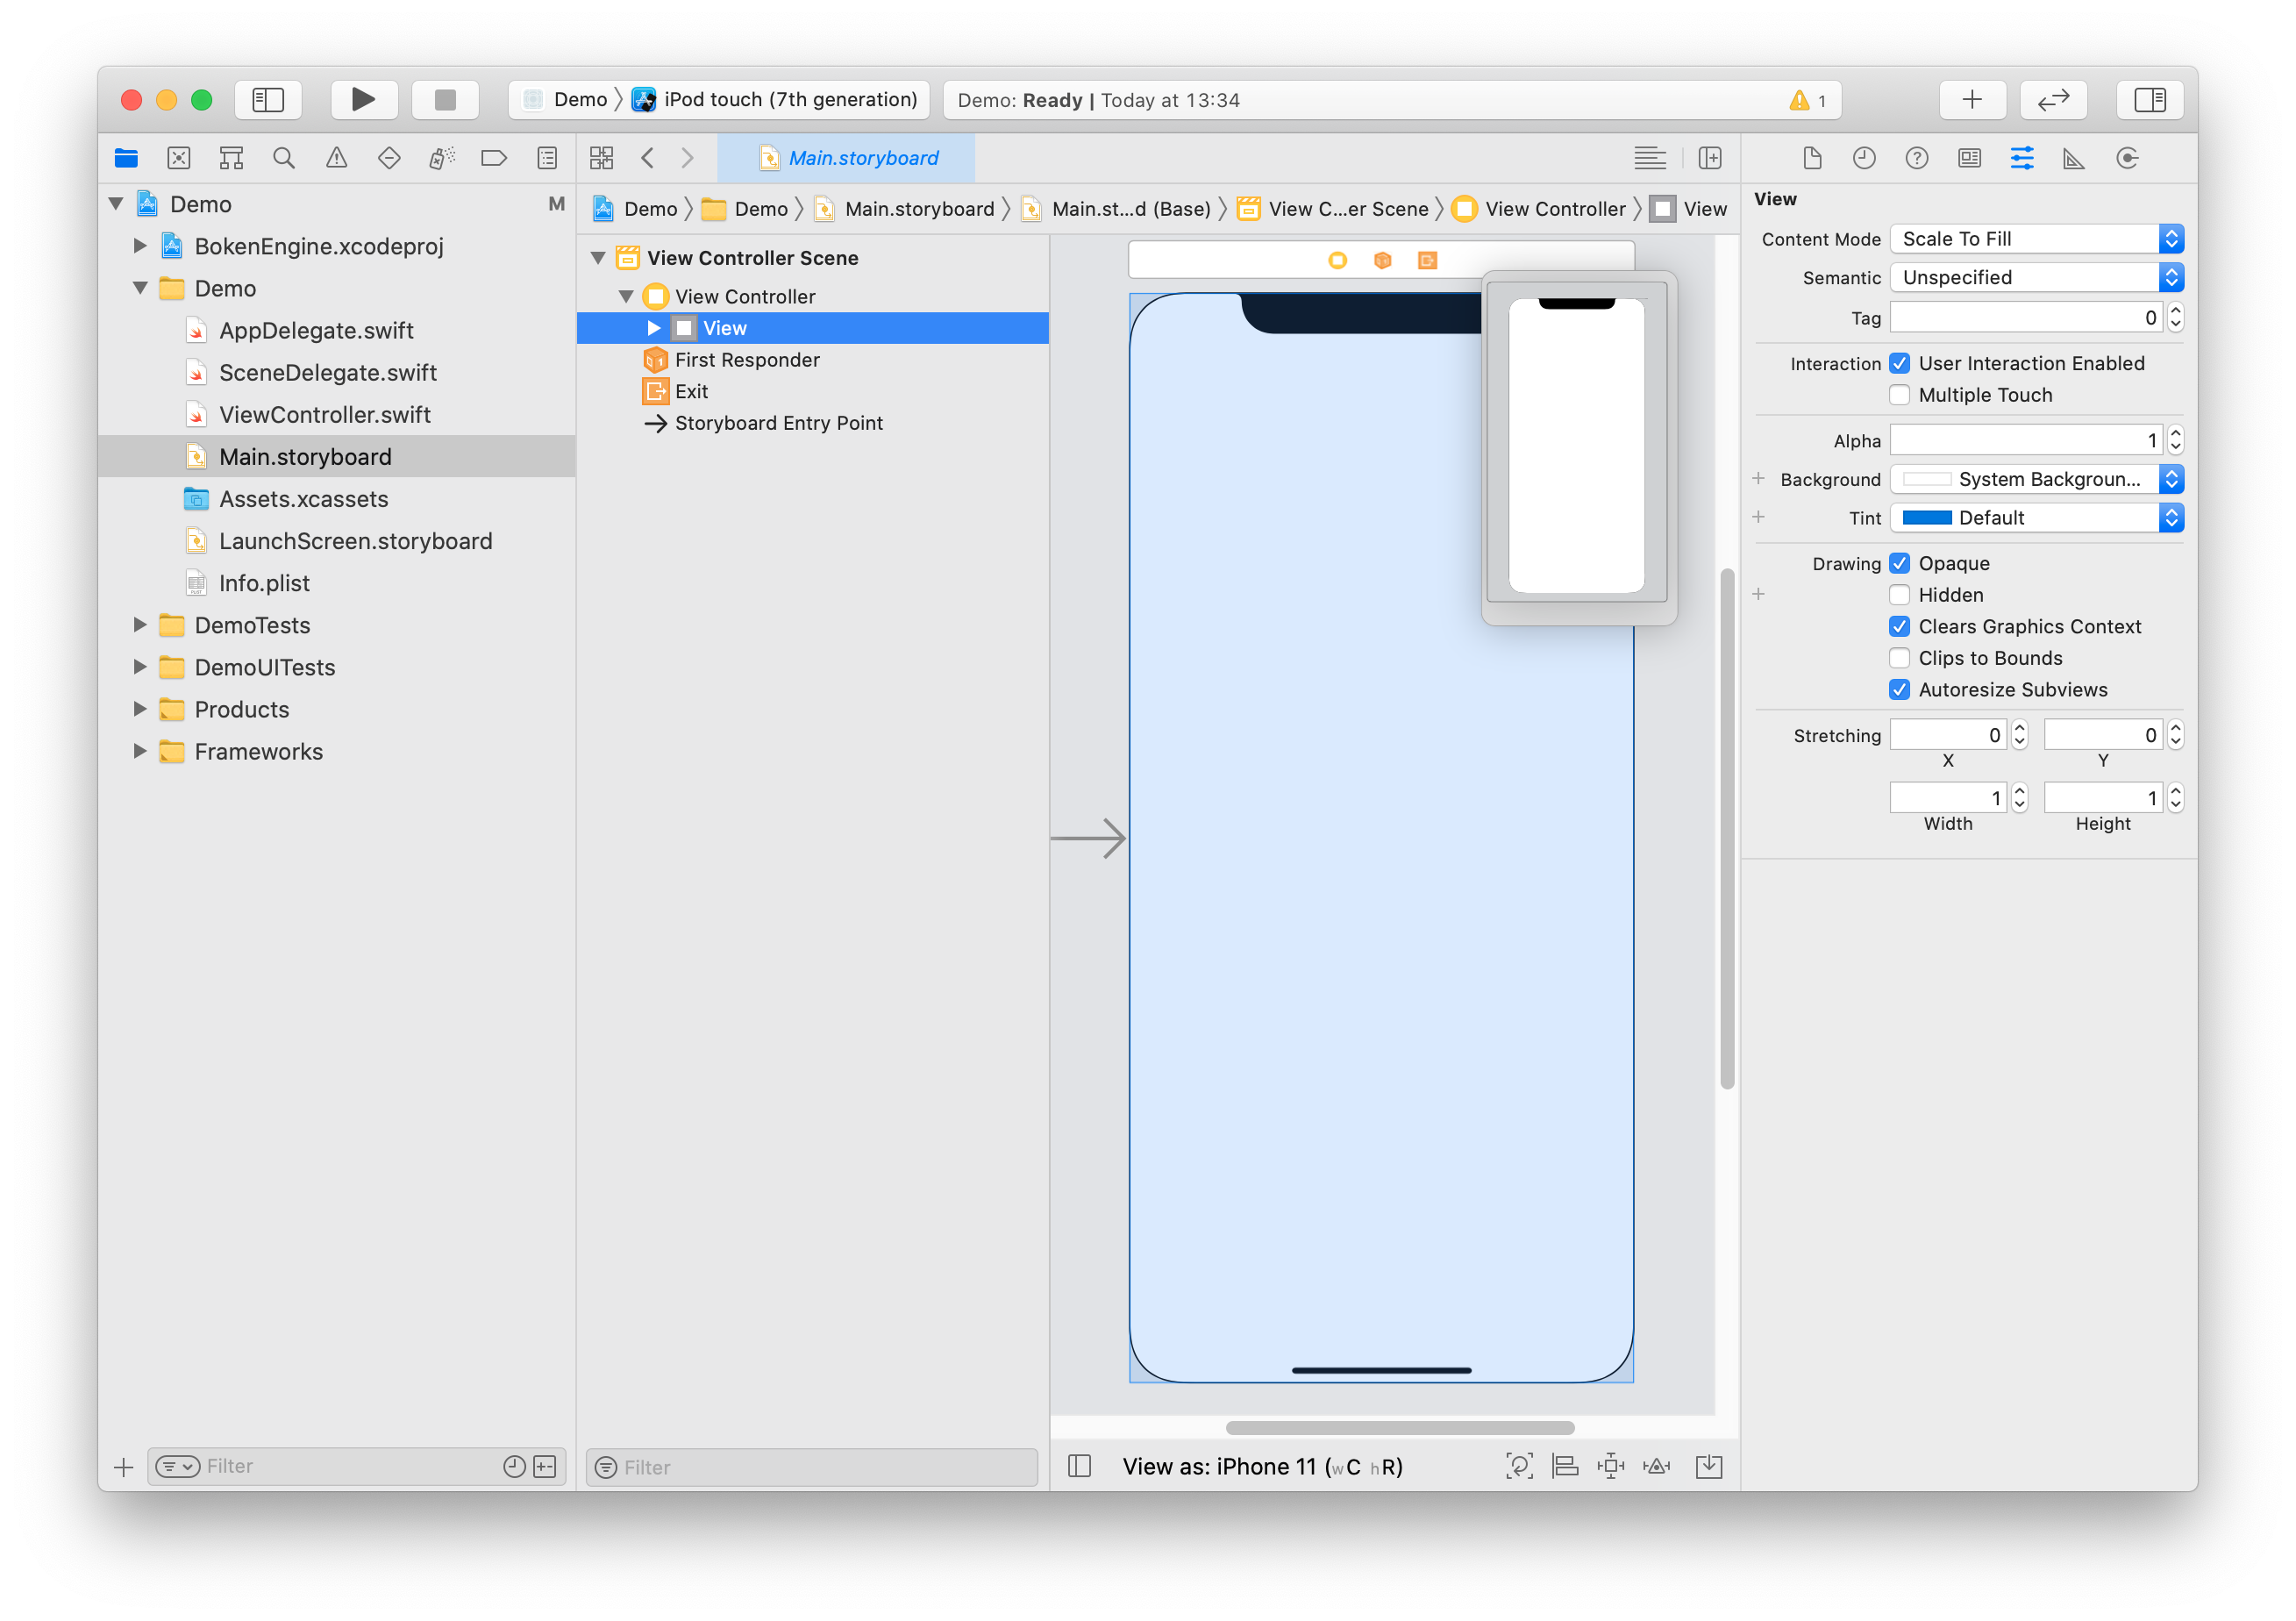 Demo
iPod touch (7th generation)
Demo: Ready | Today at 13:34
1
Main.storyboard
Demo
M
BokenEngine.xcodeproj
Demo
AppDelegate.swift
SceneDelegate.swift
ViewController.swift
Main.storyboard
Assets.xcassets
LaunchScreen.storyboard
Info.plist
DemoTests
DemoUITests
Products
Frameworks
Filter
Demo
Demo
Main.storyboard
Main.st...d (Base)
View C...er Scene
View Controller
View
View Controller Scene
View Controller
View
First Responder
Exit
Storyboard Entry Point
Filter
View as: iPhone 11 (wC hR)
View
Content Mode Scale To Fill
Semantic Unspecified
Tag 0
Interaction User Interaction Enabled
Multiple Touch
Alpha 1
Background System Backgroun...
Tint Default
Drawing Opaque
Hidden
Clears Graphics Context
Clips to Bounds
Autoresize Subviews
Stretching 0 0
X Y
1 1
Width Height